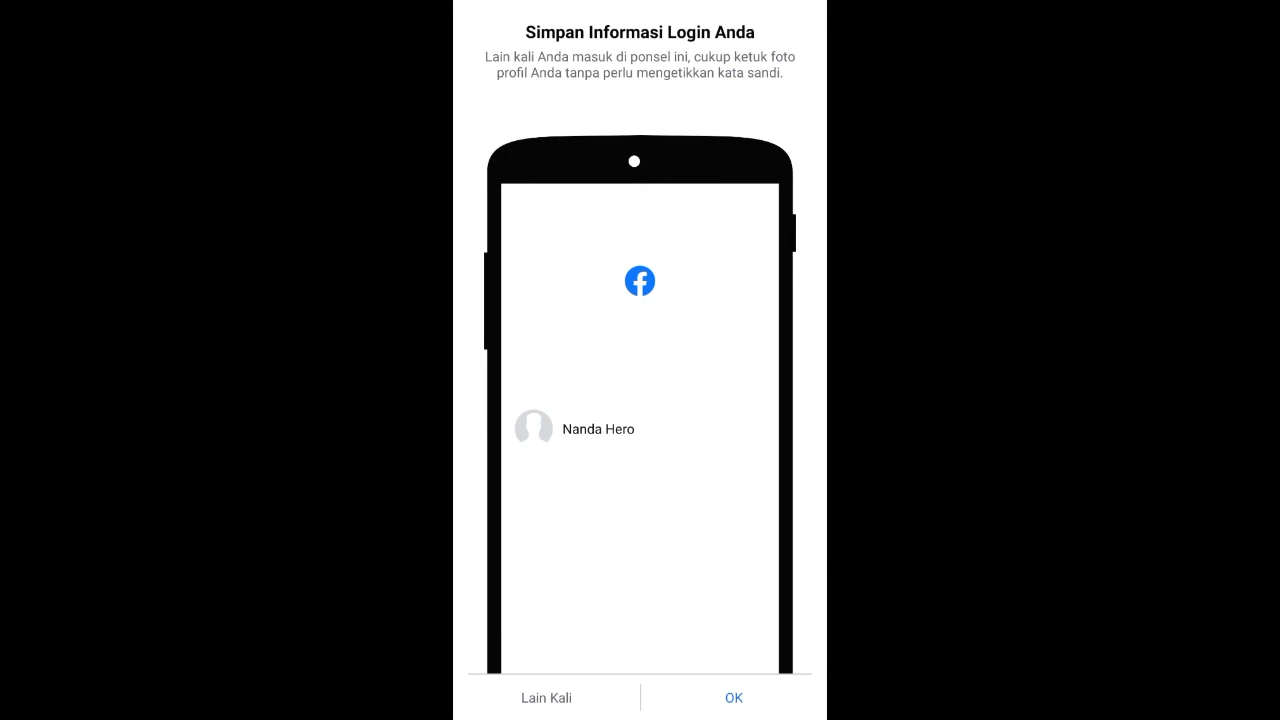 Simpan Informasi Login Anda
Lain kali Anda masuk di ponsel ini, cukup ketuk foto
profil Anda tanpa perlu mengetikkan kata sandi.
Nanda Hero
Lain Kali
OK